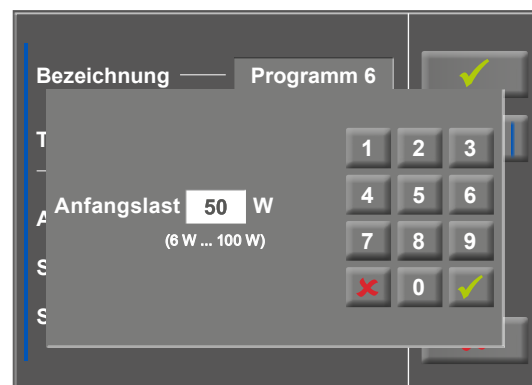 Bezeichnung Programm 6
T
A
S
S
Anfangslast 50 W
(6 W ... 100 W)
1 2 3
4 5 6
7 8 9
0